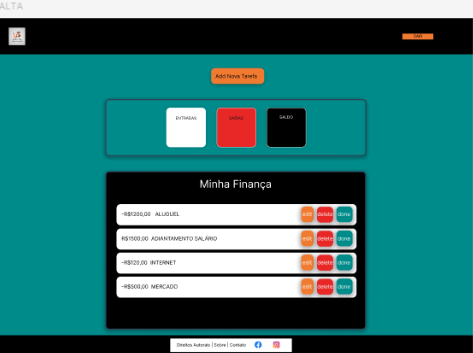 ALTA
SAIR
Add Nova Tarefa
ENTRADAS
SAÍDAS
SALDO
Minha Finança
-R$1200,00 ALUGUEL
edit delete done
R$1500,00 ADIANTAMENTO SALÁRIO
edit delete done
-R$120,00 INTERNET
edit delete done
-R$500,00 MERCADO
edit delete done
Direitos Autorais | Sobre | Contato